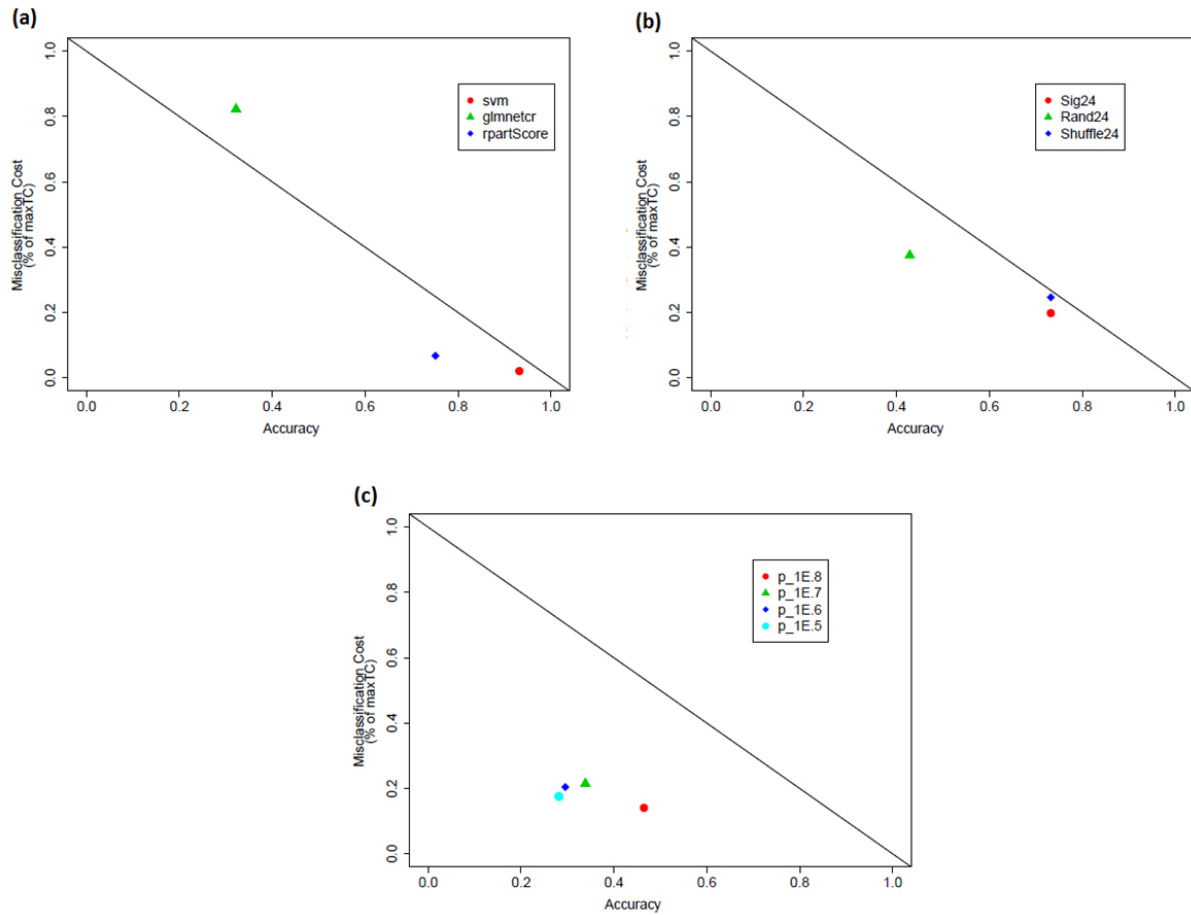 (a)
Misclassification Cost
(% of maxTC)
1.0
0.8
0.6
0.4
0.2
0.0
svm
glmnetcr
rpartScore
0.0 0.2 0.4 0.6 0.8 1.0
Accuracy
(b)
Misclassification Cost
(% of maxTC)
1.0
0.8
0.6
0.4
0.2
0.0
Sig24
Rand24
Shuffle24
0.0 0.2 0.4 0.6 0.8 1.0
Accuracy
(c)
Misclassification Cost
(% of maxTC)
1.0
0.8
0.6
0.4
0.2
0.0
p_1E.8
p_1E.7
p_1E.6
p_1E.5
0.0 0.2 0.4 0.6 0.8 1.0
Accuracy